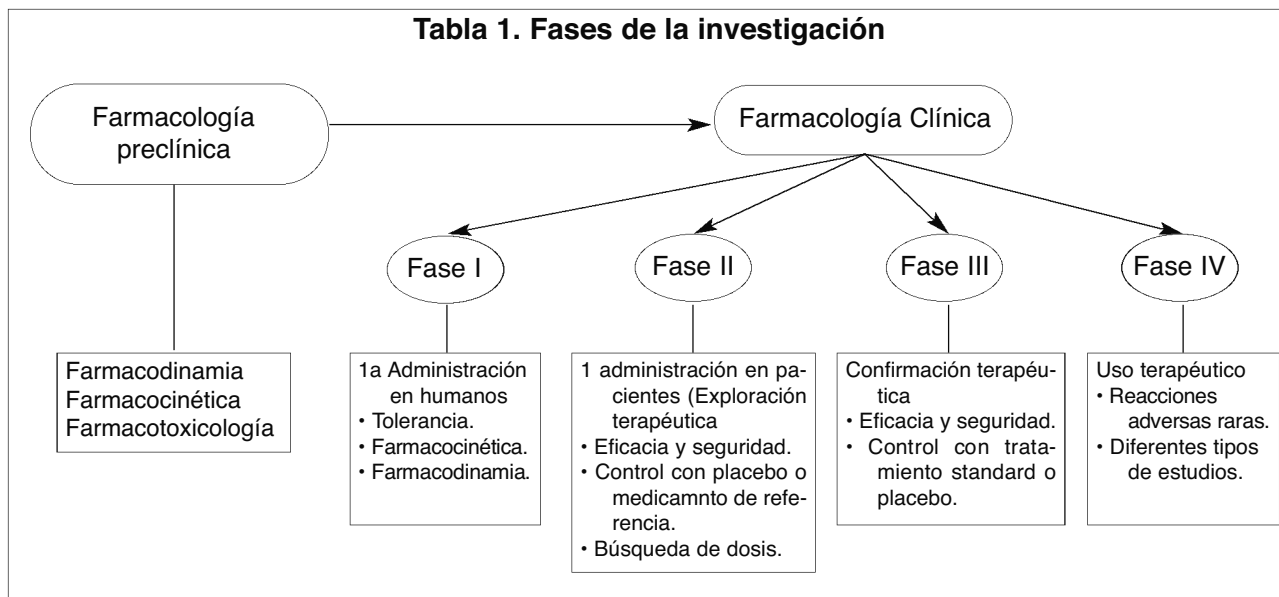 Tabla 1. Fases de la investigación
Farmacología
preclínica
Farmacología Clínica
Fase I
Fase II
Fase III
Fase IV
Farmacodinamia
Farmacocinética
Farmacotoxicología
1a Administración
en humanos
• Tolerancia.
• Farmacocinética.
• Farmacodinamia.
1 administración en pa-
cientes (Exploración
terapéutica
• Eficacia y seguridad.
• Control con placebo o
medicamnto de refe-
rencia.
• Búsqueda de dosis.
Confirmación terapéu-
tica
• Eficacia y seguridad.
• Control con trata-
miento standard o
placebo.
Uso terapéutico
• Reacciones
adversas raras.
• Diferentes tipos
de estudios.